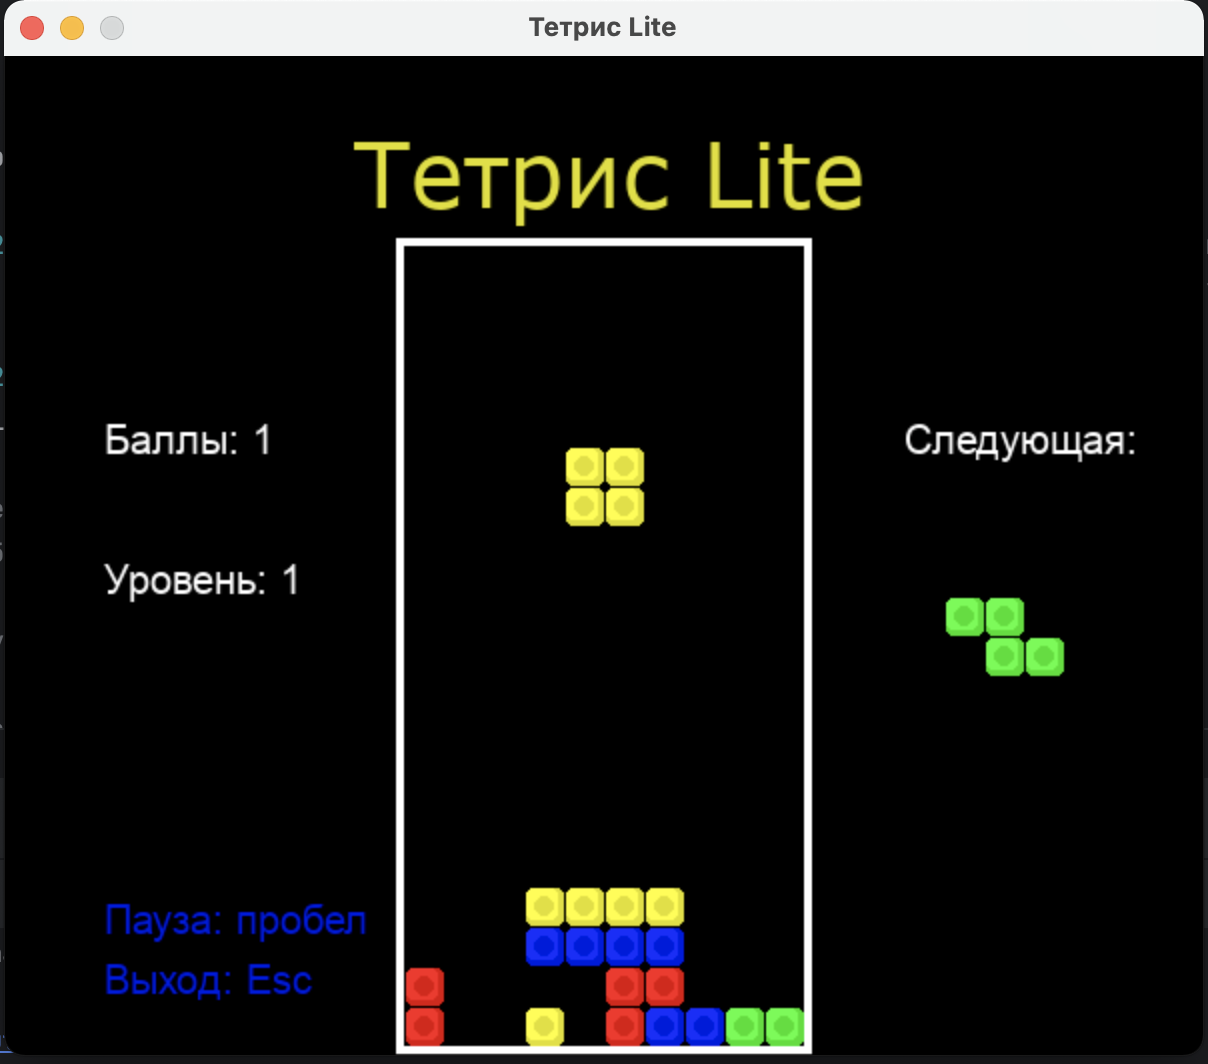 Тетрис Lite
Тетрис Lite
Баллы: 1
Следующая:
Уровень: 1
Пауза: пробел
Выход: Esc